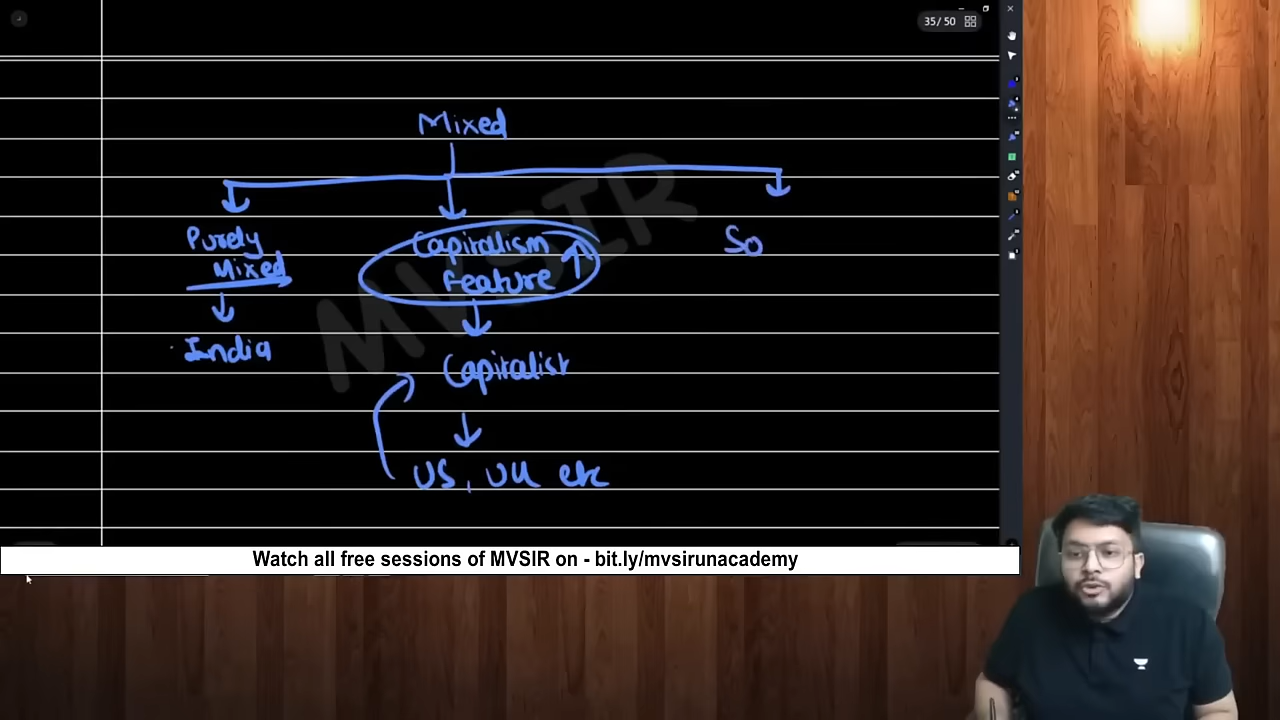 35/50
Mixed
Purely
Mixed
India
Capitalism
feature
Capitalist
US, UK etc
So
MVSIR
Watch all free sessions of MVSIR on - bit.ly/mvsirunacademy